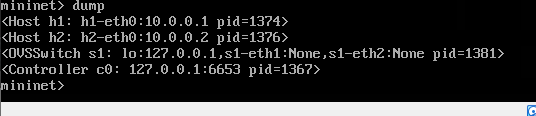 mininet> dump
<Host h1: h1-eth0:10.0.0.1 pid=1374>
<Host h2: h2-eth0:10.0.0.2 pid=1376>
<OVSSwitch s1: lo:127.0.0.1,s1-eth1:None,s1-eth2:None pid=1381>
<Controller c0: 127.0.0.1:6653 pid=1367>
mininet>